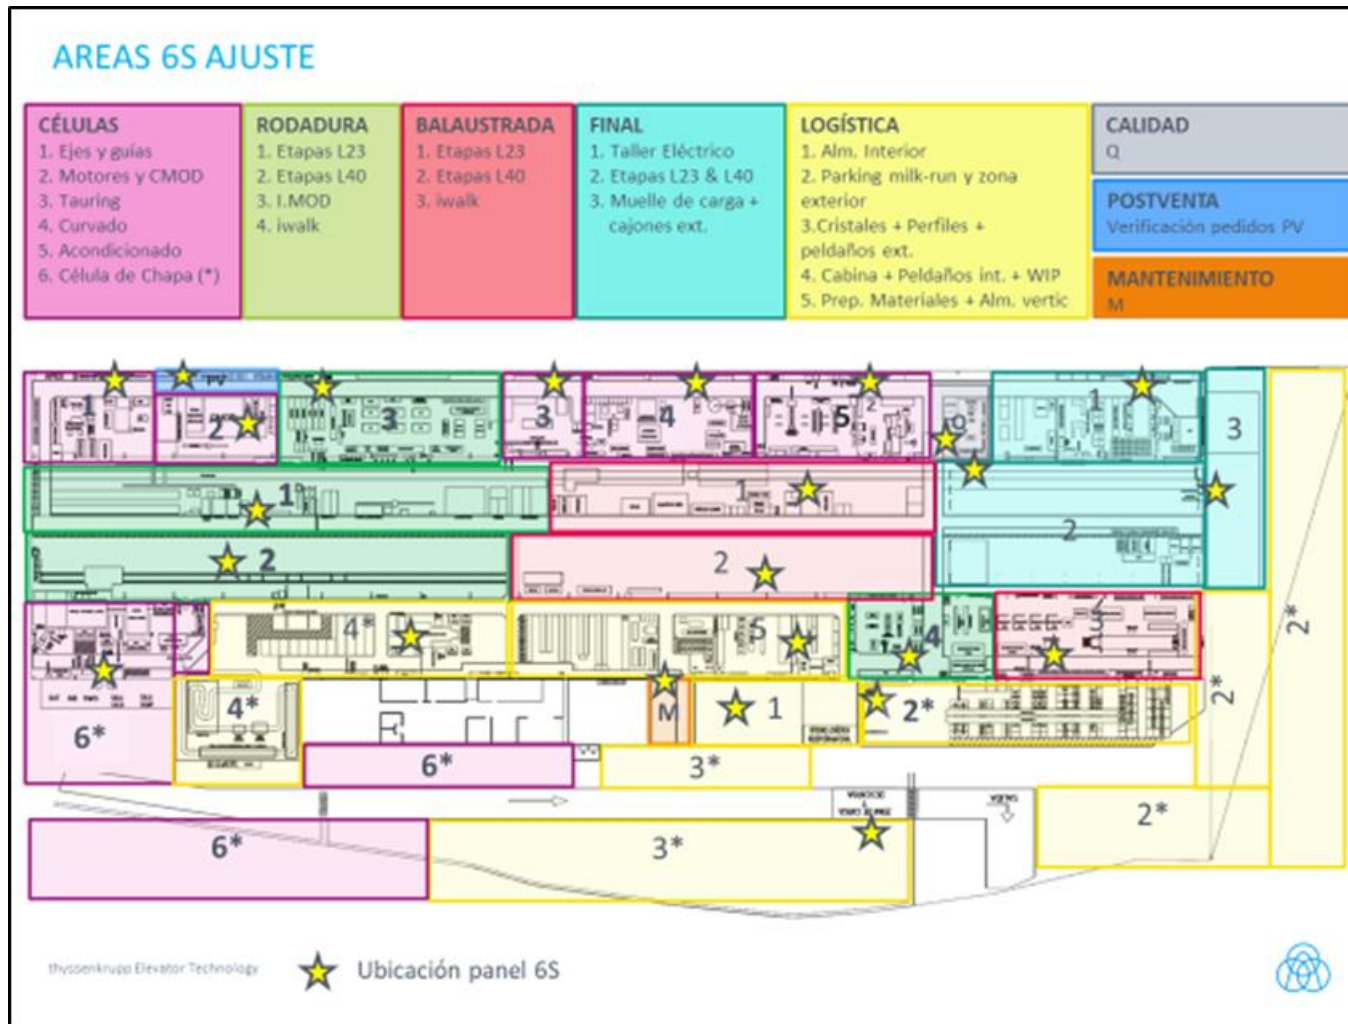 AREAS 6S AJUSTE
CÉLULAS
1. Ejes y guías
2. Motores y CMOD
3. Tauring
4. Curvado
5. Acondicionado
6. Célula de Chapa (*)
RODADURA
1. Etapas L23
2. Etapas L40
3. I.MOD
4. iwalk
BALAUSTRADA
1. Etapas L23
2. Etapas L40
3. iwalk
FINAL
1. Taller Eléctrico
2. Etapas L23 & L40
3. Muelle de carga +
cajones ext.
LOGÍSTICA
1. Alm. Interior
2. Parking milk-run y zona
exterior
3.Cristales + Perfiles +
peldaños ext.
4. Cabina + Peldaños int. + WIP
5. Prep. Materiales + Alm. vertic
CALIDAD
Q
POSTVENTA
Verificación pedidos PV
MANTENIMIENTO
M
1
PV
2
3
3
4
5
2
Q
1
3
1
1
2
2
2
4*
5
4
3
2*
2*
6*
4*
M
1
2*
6*
3*
2*
6*
3*
SALIDA
thyssenkrupp Elevator Technology
Ubicación panel 6S